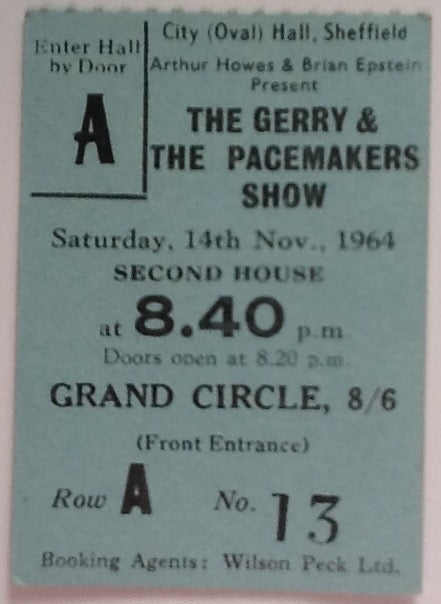 Enter Hall
by Door
A
City (Oval) Hall, Sheffield
Arthur Howes & Brian Epstein
Present
THE GERRY &
THE PACEMAKERS
SHOW
Saturday, 14th Nov., 1964
SECOND HOUSE
at 8.40 p.m
Doors open at 8.20 p.m.
GRAND CIRCLE, 8/6
(Front Entrance)
Row A No. 13
Booking Agents: Wilson Peck Ltd.